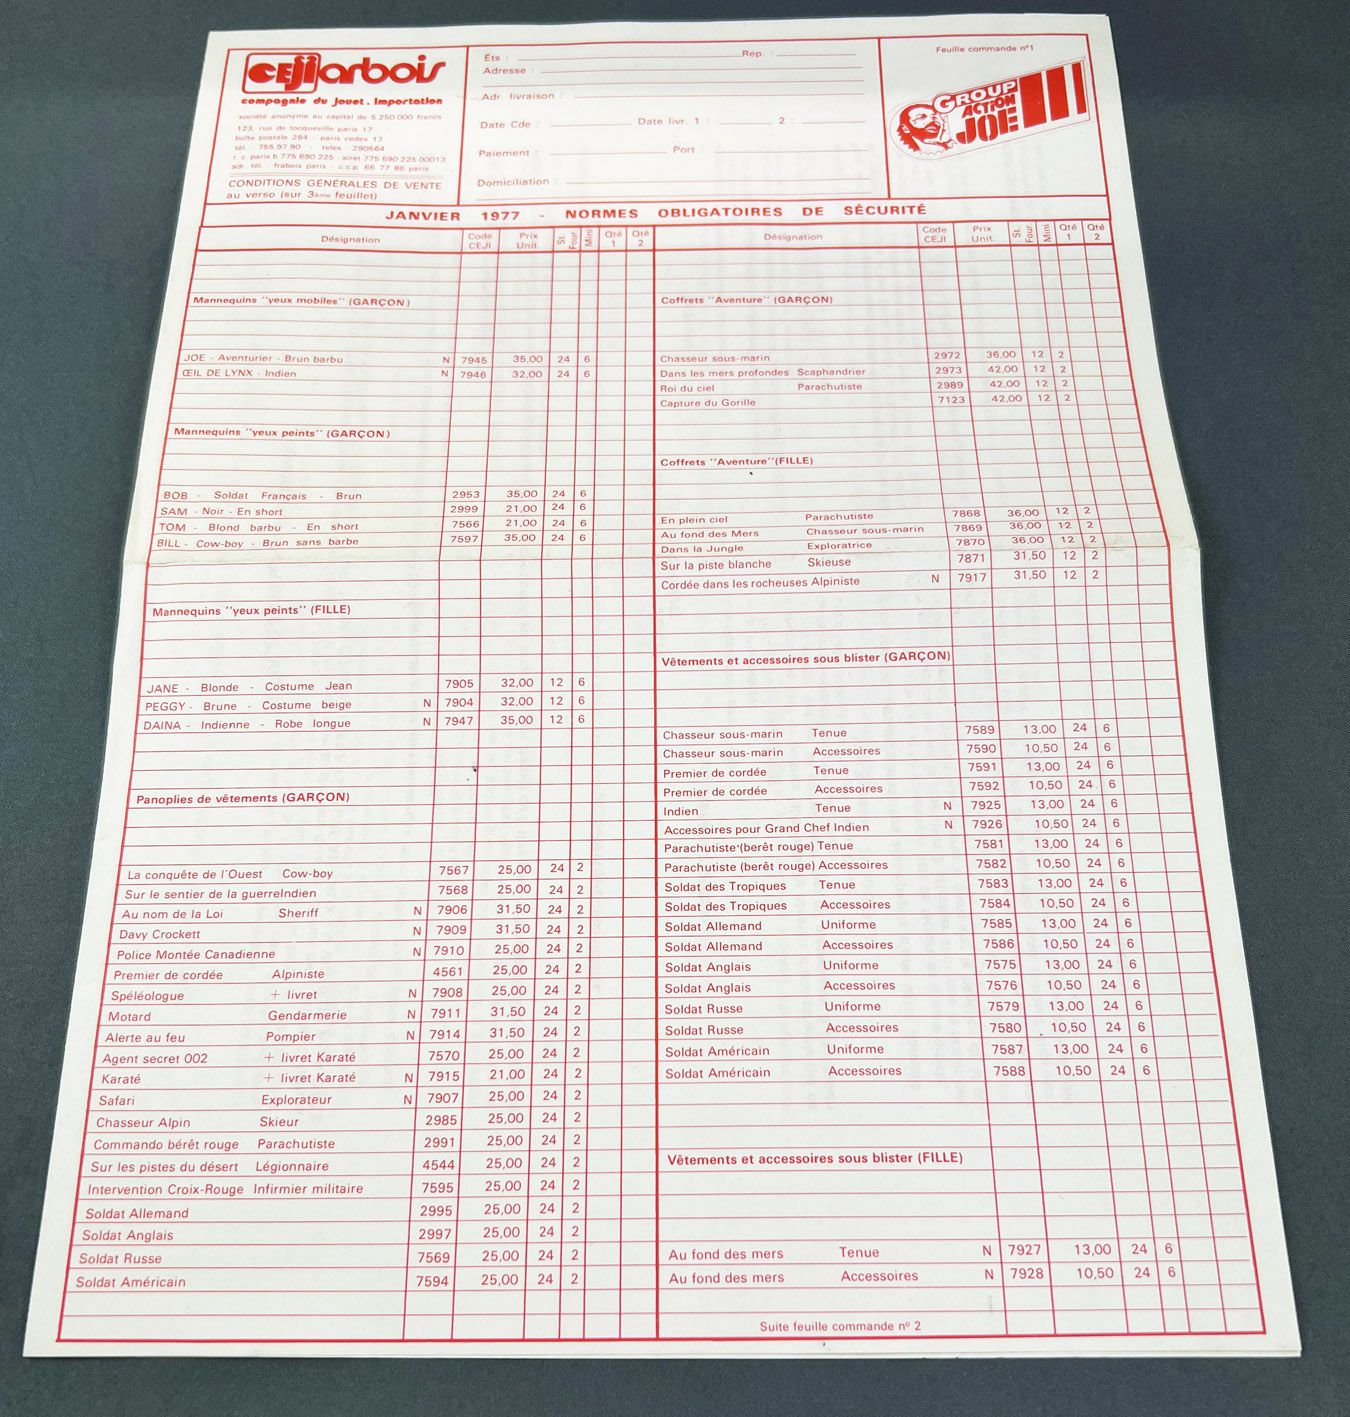 CEJI arbois
compagnie du jouet. importation
société anonyme au capital de 5 250 000 francs
123, rue de tocqueville paris 17
boîte postale 284 - paris cedex 17
tél. 755 97 90 - telex 290564
r. c. paris b 775 690 225 siret 775 690 225 00013
adr. tél. frabois paris - c.c.p. 66 77 86 paris
CONDITIONS GÉNÉRALES DE VENTE
au verso (sur 3ème feuillet)
Éts : Rep. :
Adresse :
Adr. livraison :
Date Cde : Date livr. 1 : 2 :
Paiement : Port :
Domiciliation :
Feuille commande n° 1
GROUP
ACTION
JOE
JANVIER 1977 - NORMES OBLIGATOIRES DE SÉCURITÉ
Désignation Code CEJI Prix Unit. St. Four. Mini Qté 1 Qté 2
Mannequins "yeux mobiles" (GARÇON)
JOE - Aventurier - Brun barbu N 7945 35,00 24 6
ŒIL DE LYNX - Indien N 7946 32,00 24 6
Mannequins "yeux peints" (GARÇON)
BOB - Soldat Français - Brun 2953 35,00 24 6
SAM - Noir - En short 2999 21,00 24 6
TOM - Blond barbu - En short 7566 21,00 24 6
BILL - Cow-boy - Brun sans barbe 7597 35,00 24 6
Mannequins "yeux peints" (FILLE)
JANE - Blonde - Costume Jean 7905 32,00 12 6
PEGGY - Brune - Costume beige N 7904 32,00 12 6
DAINA - Indienne - Robe longue N 7947 35,00 12 6
Panoplies de vêtements (GARÇON)
La conquête de l'Ouest Cow-boy 7567 25,00 24 2
Sur le sentier de la guerre Indien 7568 25,00 24 2
Au nom de la Loi Sheriff N 7906 31,50 24 2
Davy Crockett N 7909 31,50 24 2
Police Montée Canadienne N 7910 25,00 24 2
Premier de cordée Alpiniste 4561 25,00 24 2
Spéléologue + livret N 7908 25,00 24 2
Motard Gendarmerie N 7911 31,50 24 2
Alerte au feu Pompier N 7914 31,50 24 2
Agent secret 002 + livret Karaté 7570 25,00 24 2
Karaté + livret Karaté N 7915 21,00 24 2
Safari Explorateur N 7907 25,00 24 2
Chasseur Alpin Skieur 2985 25,00 24 2
Commando bérêt rouge Parachutiste 2991 25,00 24 2
Sur les pistes du désert Légionnaire 4544 25,00 24 2
Intervention Croix-Rouge Infirmier militaire 7595 25,00 24 2
Soldat Allemand 2995 25,00 24 2
Soldat Anglais 2997 25,00 24 2
Soldat Russe 7569 25,00 24 2
Soldat Américain 7594 25,00 24 2
Désignation Code CEJI Prix Unit. St. Four. Mini Qté 1 Qté 2
Coffrets "Aventure" (GARÇON)
Chasseur sous-marin 2972 36,00 12 2
Dans les mers profondes Scaphandrier 2973 42,00 12 2
Roi du ciel Parachutiste 2989 42,00 12 2
Capture du Gorille 7123 42,00 12 2
Coffrets "Aventure" (FILLE)
En plein ciel Parachutiste 7868 36,00 12 2
Au fond des Mers Chasseur sous-marin 7869 36,00 12 2
Dans la Jungle Exploratrice 7870 36,00 12 2
Sur la piste blanche Skieuse 7871 31,50 12 2
Cordée dans les rocheuses Alpiniste N 7917 31,50 12 2
Vêtements et accessoires sous blister (GARÇON)
Chasseur sous-marin Tenue 7589 13,00 24 6
Chasseur sous-marin Accessoires 7590 10,50 24 6
Premier de cordée Tenue 7591 13,00 24 6
Premier de cordée Accessoires 7592 10,50 24 6
Indien Tenue N 7925 13,00 24 6
Accessoires pour Grand Chef Indien N 7926 10,50 24 6
Parachutiste (berêt rouge) Tenue 7581 13,00 24 6
Parachutiste (berêt rouge) Accessoires 7582 10,50 24 6
Soldat des Tropiques Tenue 7583 13,00 24 6
Soldat des Tropiques Accessoires 7584 10,50 24 6
Soldat Allemand Uniforme 7585 13,00 24 6
Soldat Allemand Accessoires 7586 10,50 24 6
Soldat Anglais Uniforme 7575 13,00 24 6
Soldat Anglais Accessoires 7576 10,50 24 6
Soldat Russe Uniforme 7579 13,00 24 6
Soldat Russe Accessoires 7580 10,50 24 6
Soldat Américain Uniforme 7587 13,00 24 6
Soldat Américain Accessoires 7588 10,50 24 6
Vêtements et accessoires sous blister (FILLE)
Au fond des mers Tenue N 7927 13,00 24 6
Au fond des mers Accessoires N 7928 10,50 24 6
Suite feuille commande n° 2